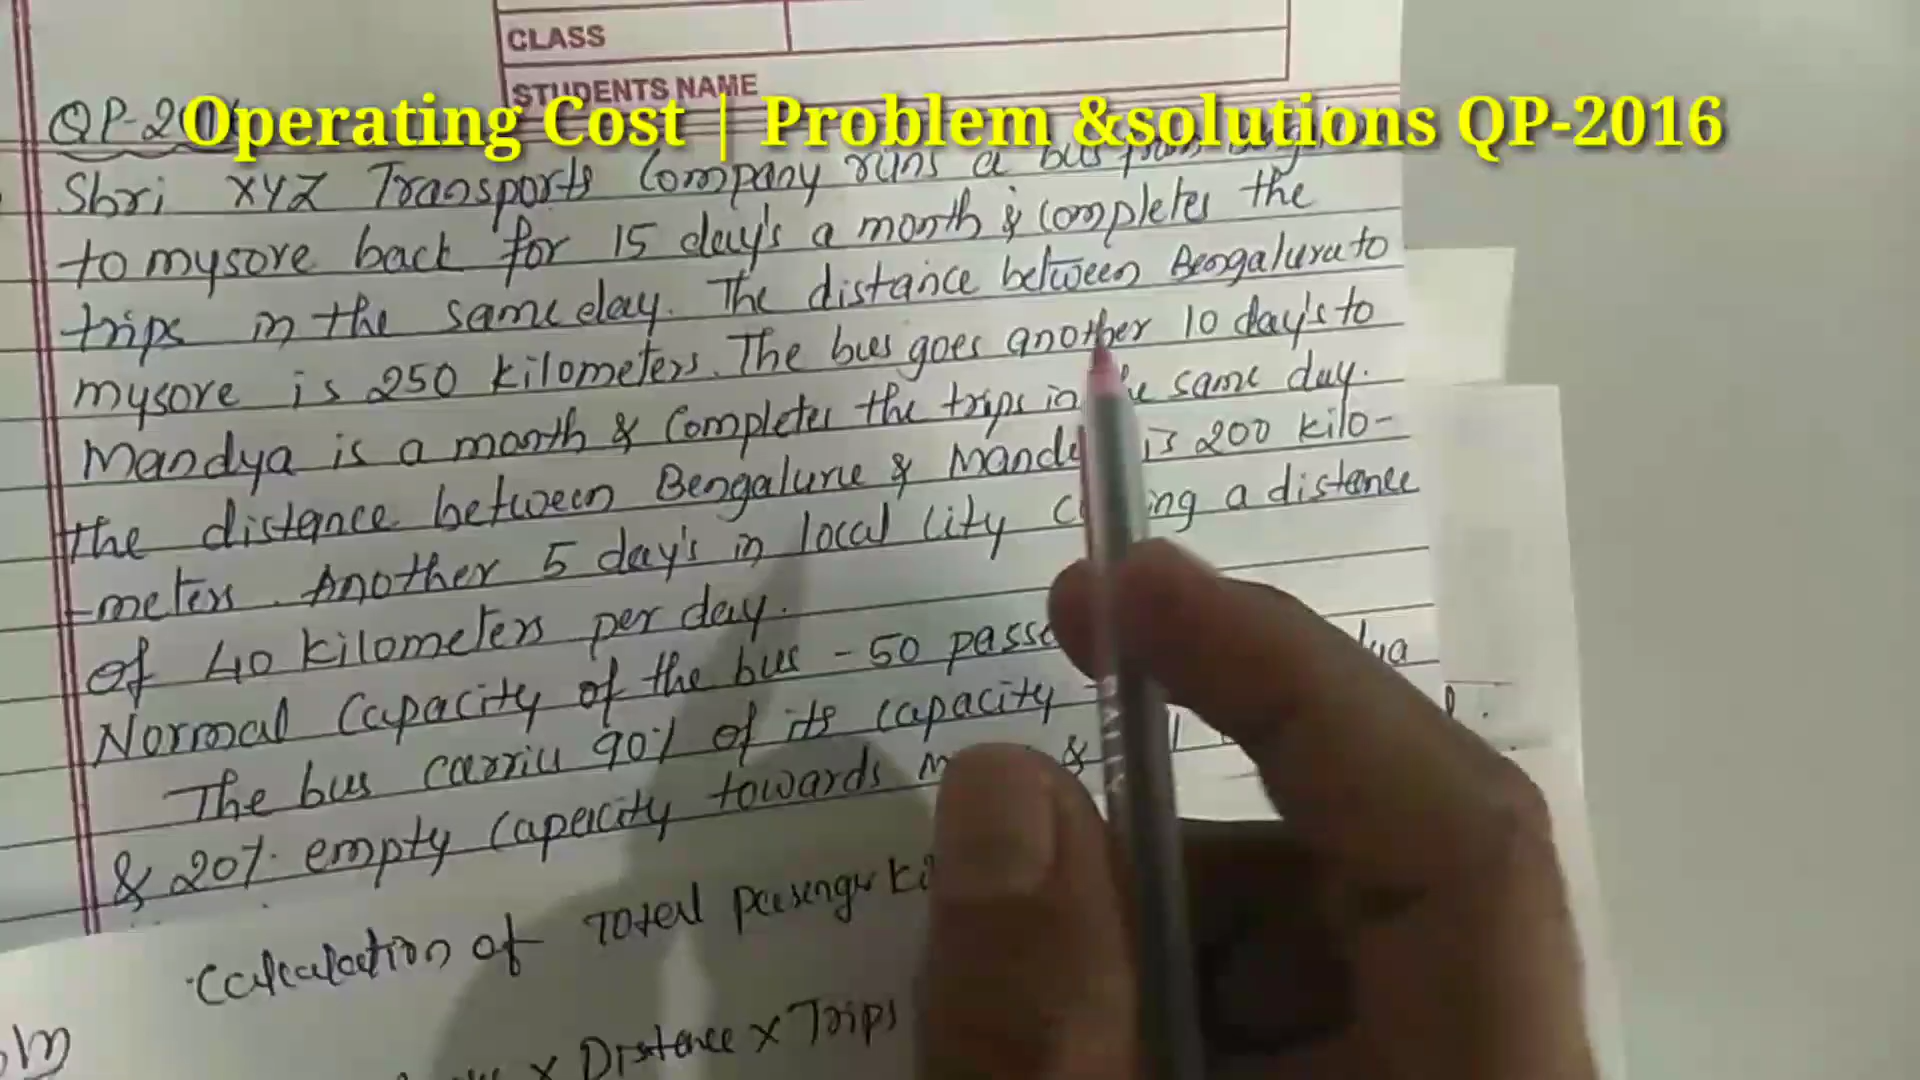 CLASS
STUDENTS NAME
Operating Cost | Problem &solutions QP-2016
QP-20
Shri XYZ Transports Company runs a bus from
to mysore back for 15 day's a month & completes the
trips in the same day. The distance between Bengaluru to
mysore is 250 kilometers. The bus goes another 10 day's to
Mandya is a month & completes the trips in same day.
the distance between Bengaluru & is 200 kilo-
-meters. Another 5 day's in local city a distance
of 40 kilometers per day.
Normal Capacity of the bus - 50
The bus carries 90% of its capacity
& 20% empty capacity towards &
Calculation of Total passenger
x Distance x Trips